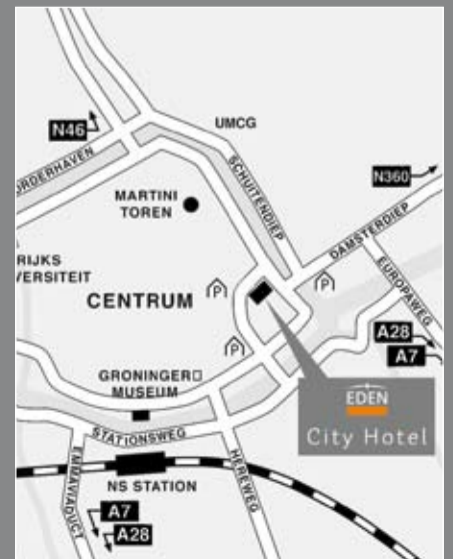 N46
UMCG
ORDERHAVEN
SCHUITENDIEP
N360
MARTINI
TOREN
DAMSTERDIEP
RIJKS
VERSITEIT
EUROPAWEG
P
P
CENTRUM
P
A28
A7
GRONINGER
MUSEUM
EDEN
City Hotel
STATIONSWEG
EMMAVIADUCT
HEREWEG
NS STATION
A7
A28